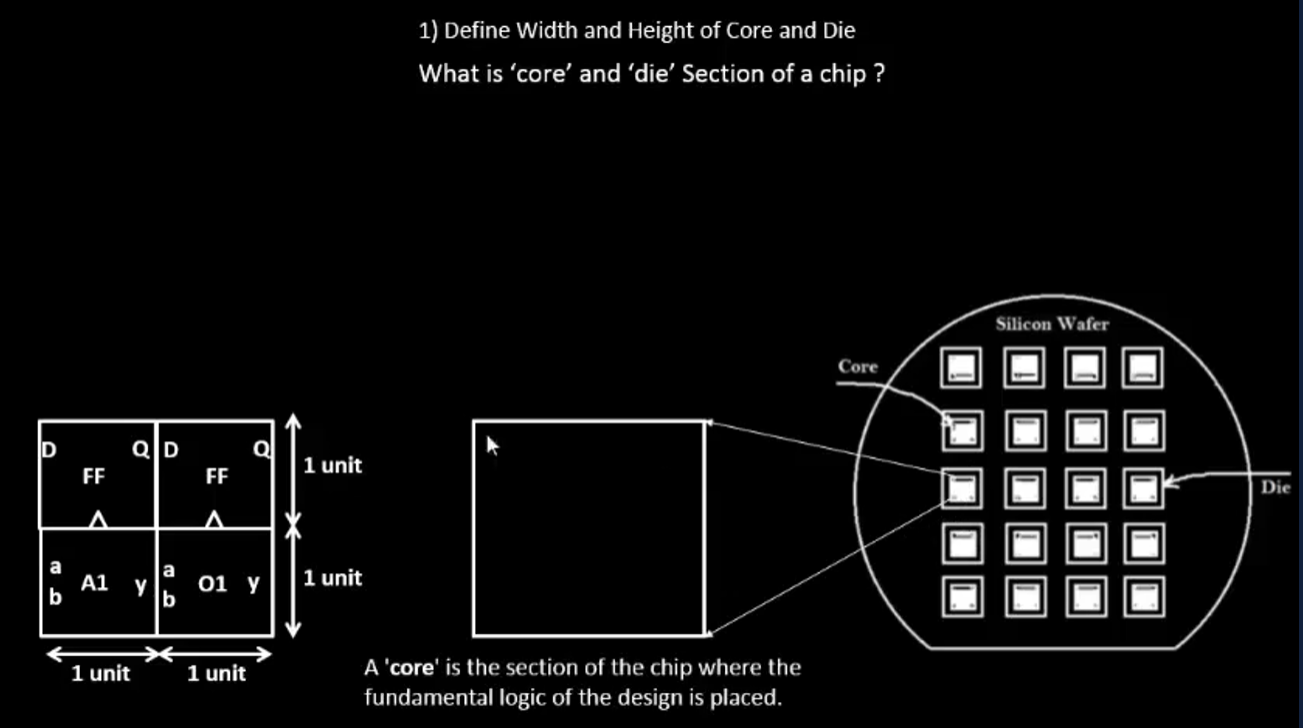 1) Define Width and Height of Core and Die
What is ‘core’ and ‘die’ Section of a chip ?
Silicon Wafer
Core
Die
D Q D Q
FF FF
1 unit
a
b
A1 y
a
b
O1 y
1 unit
1 unit 1 unit
A 'core' is the section of the chip where the
fundamental logic of the design is placed.